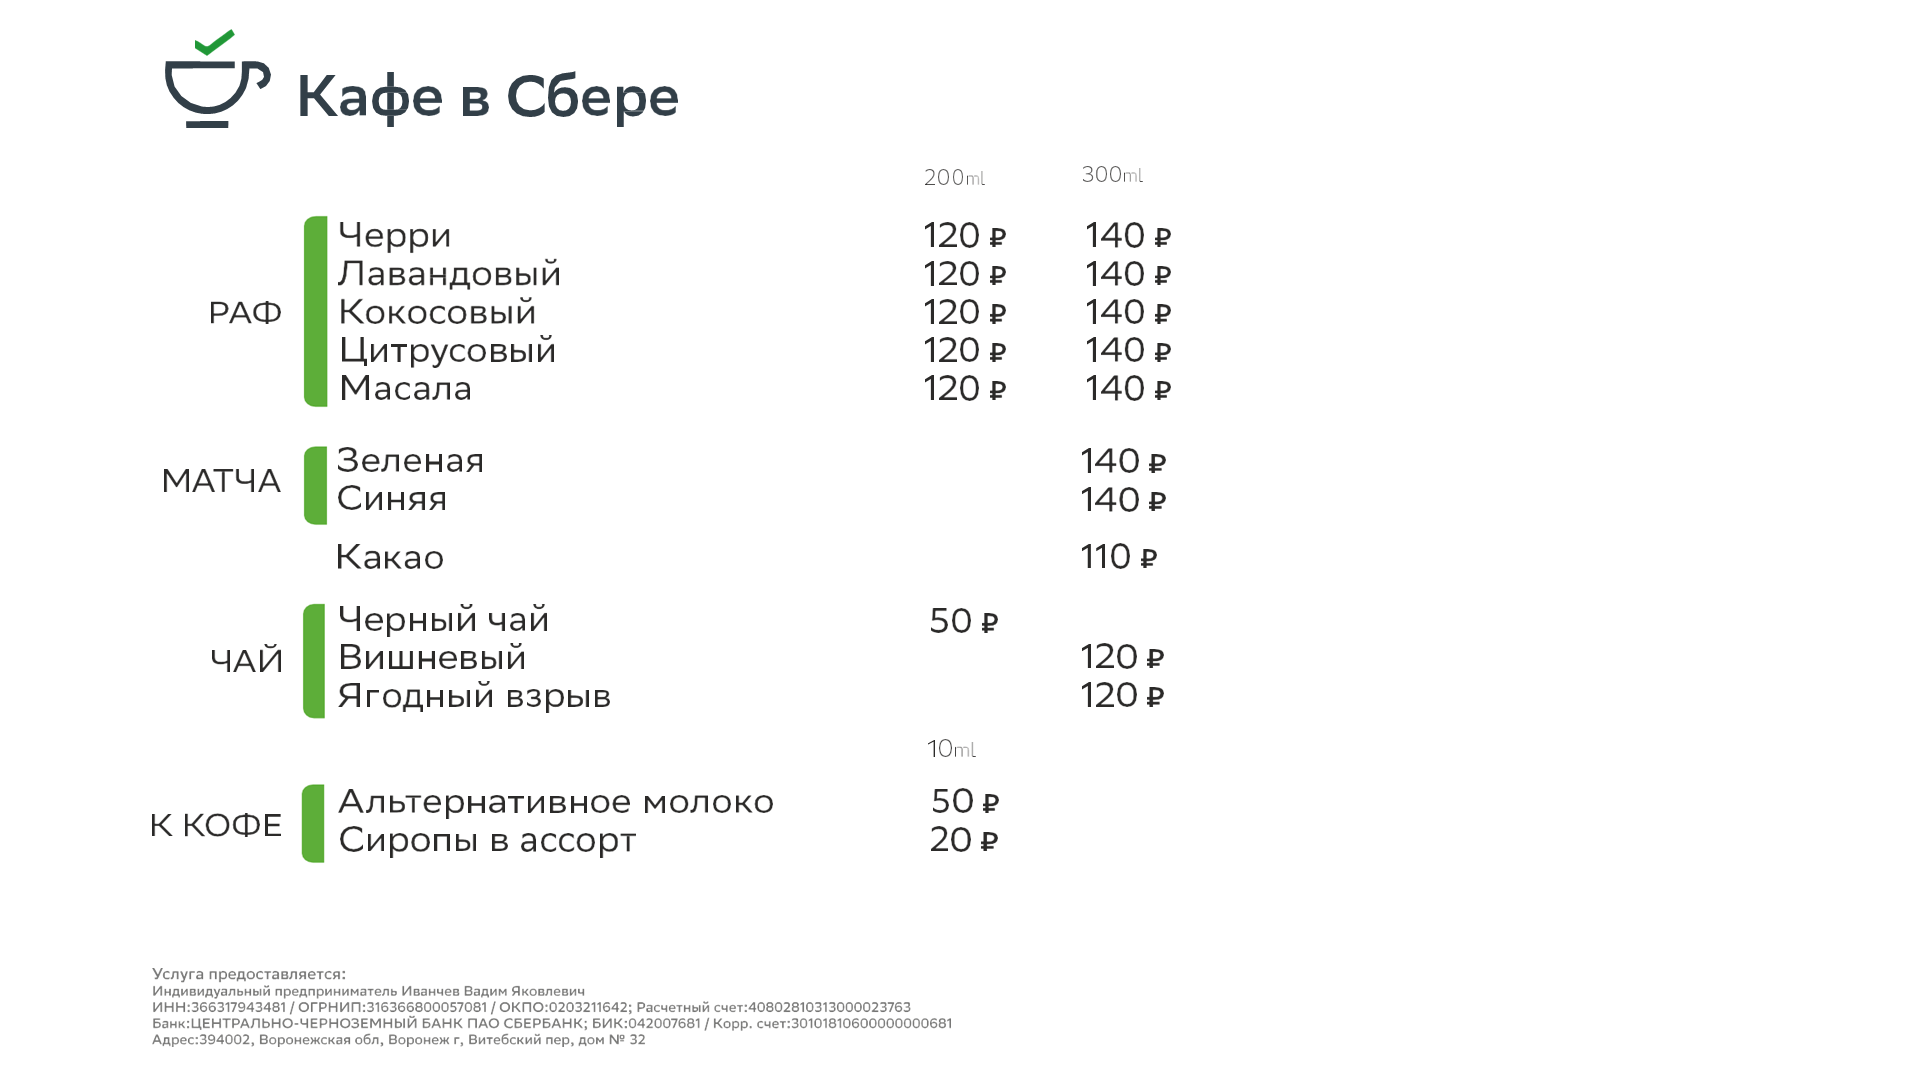 Кафе в Сбере
200ml 300ml
РАФ
Черри 120 ₽ 140 ₽
Лавандовый 120 ₽ 140 ₽
Кокосовый 120 ₽ 140 ₽
Цитрусовый 120 ₽ 140 ₽
Масала 120 ₽ 140 ₽
МАТЧА
Зеленая 140 ₽
Синяя 140 ₽
Какао 110 ₽
ЧАЙ
Черный чай 50 ₽
Вишневый 120 ₽
Ягодный взрыв 120 ₽
10ml
К КОФЕ
Альтернативное молоко 50 ₽
Сиропы в ассорт 20 ₽
Услуга предоставляется:
Индивидуальный предприниматель Иванчев Вадим Яковлевич
ИНН:366317943481 / ОГРНИП:316366800057081 / ОКПО:0203211642; Расчетный счет:40802810313000023763
Банк:ЦЕНТРАЛЬНО-ЧЕРНОЗЕМНЫЙ БАНК ПАО СБЕРБАНК; БИК:042007681 / Корр. счет:30101810600000000681
Адрес:394002, Воронежская обл, Воронеж г, Витебский пер, дом № 32